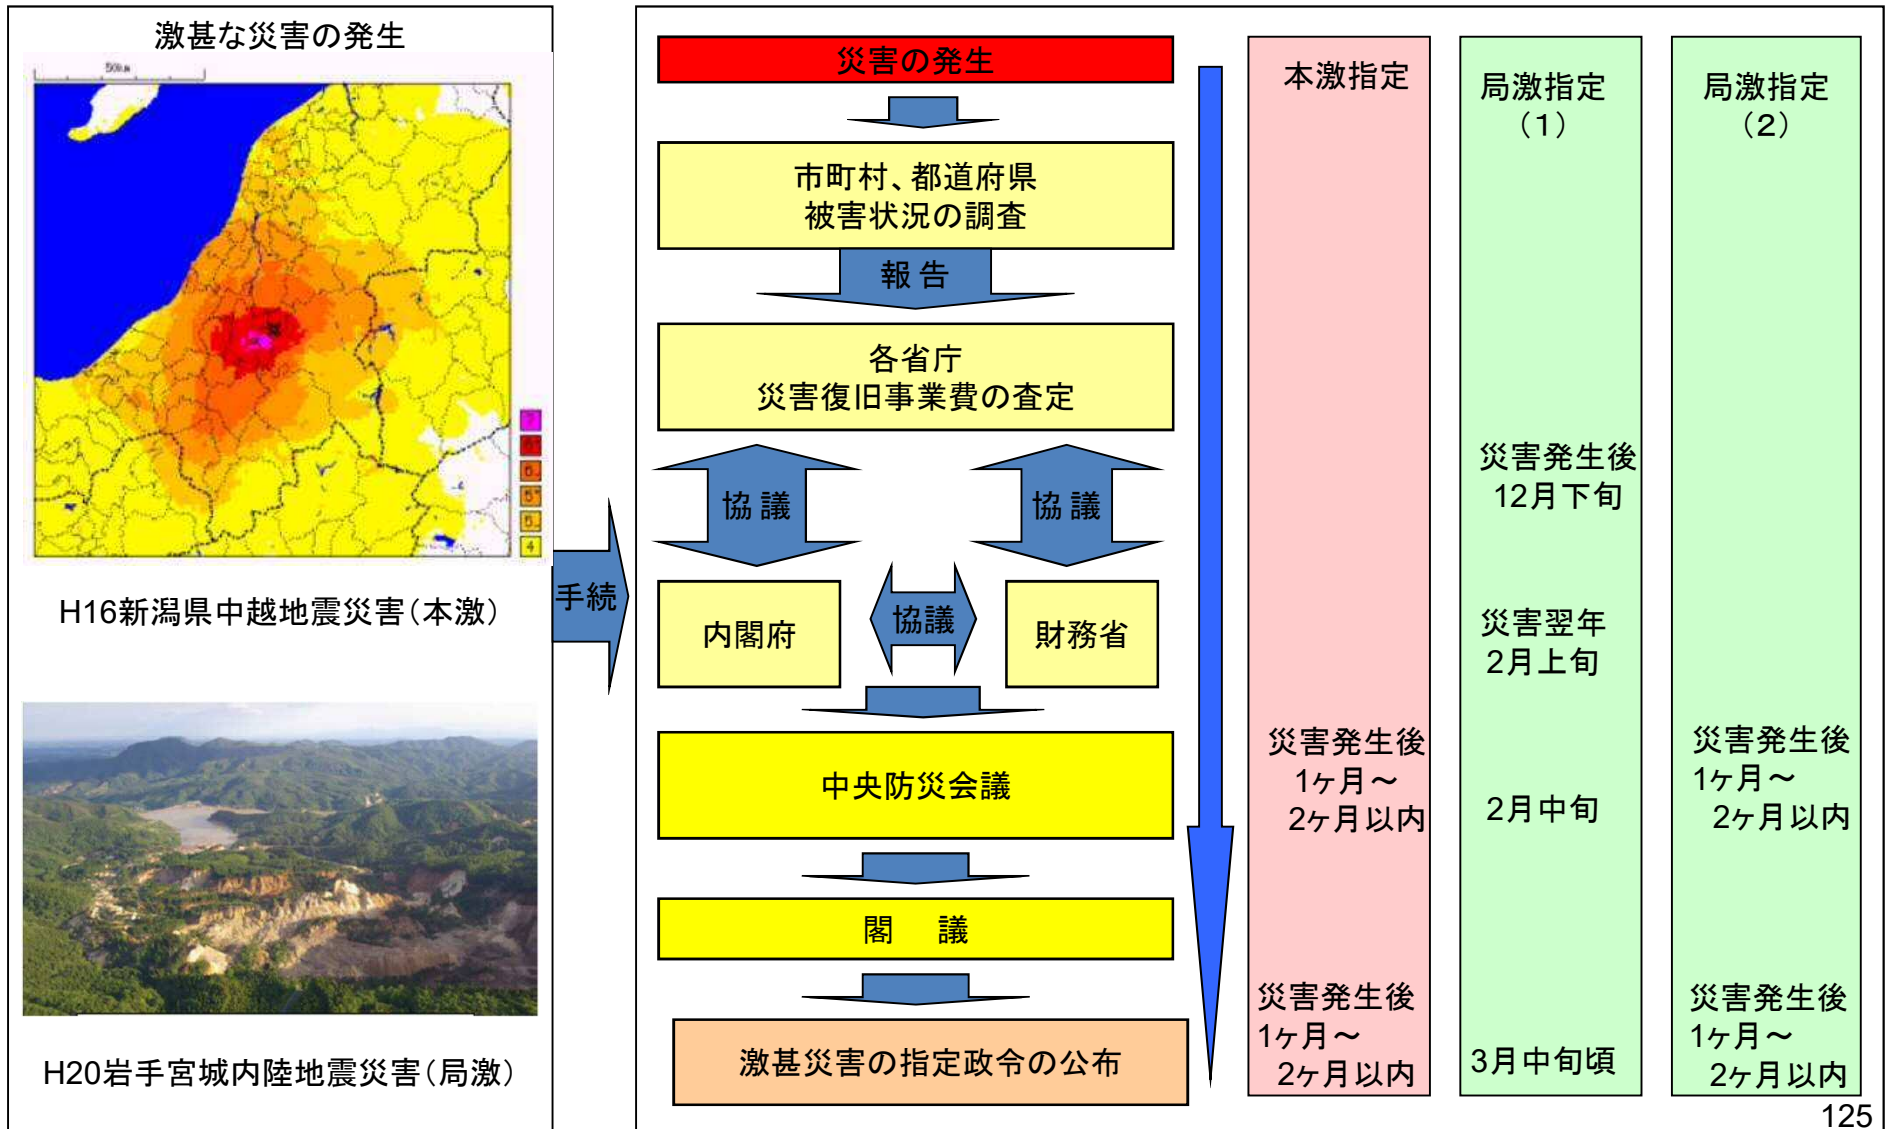 激甚な災害の発生
50km
7
4
H16新潟県中越地震災害（本激）
H20岩手宮城内陸地震災害（局激）
手続
災害の発生
市町村、都道府県
被害状況の調査
報 告
各省庁
災害復旧事業費の査定
協 議
協 議
内閣府
協議
財務省
中央防災会議
閣　議
激甚災害の指定政令の公布
本激指定
災害発生後
1ヶ月～
2ヶ月以内
災害発生後
1ヶ月～
2ヶ月以内
局激指定
（1）
災害発生後
12月下旬
災害翌年
2月上旬
2月中旬
3月中旬頃
局激指定
（2）
災害発生後
1ヶ月～
2ヶ月以内
災害発生後
1ヶ月～
2ヶ月以内
125